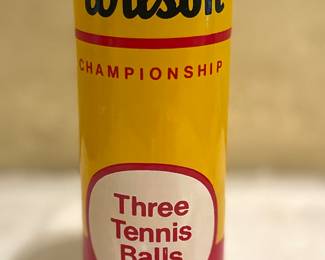 Wilson
CHAMPIONSHIP
Three
Tennis
Balls